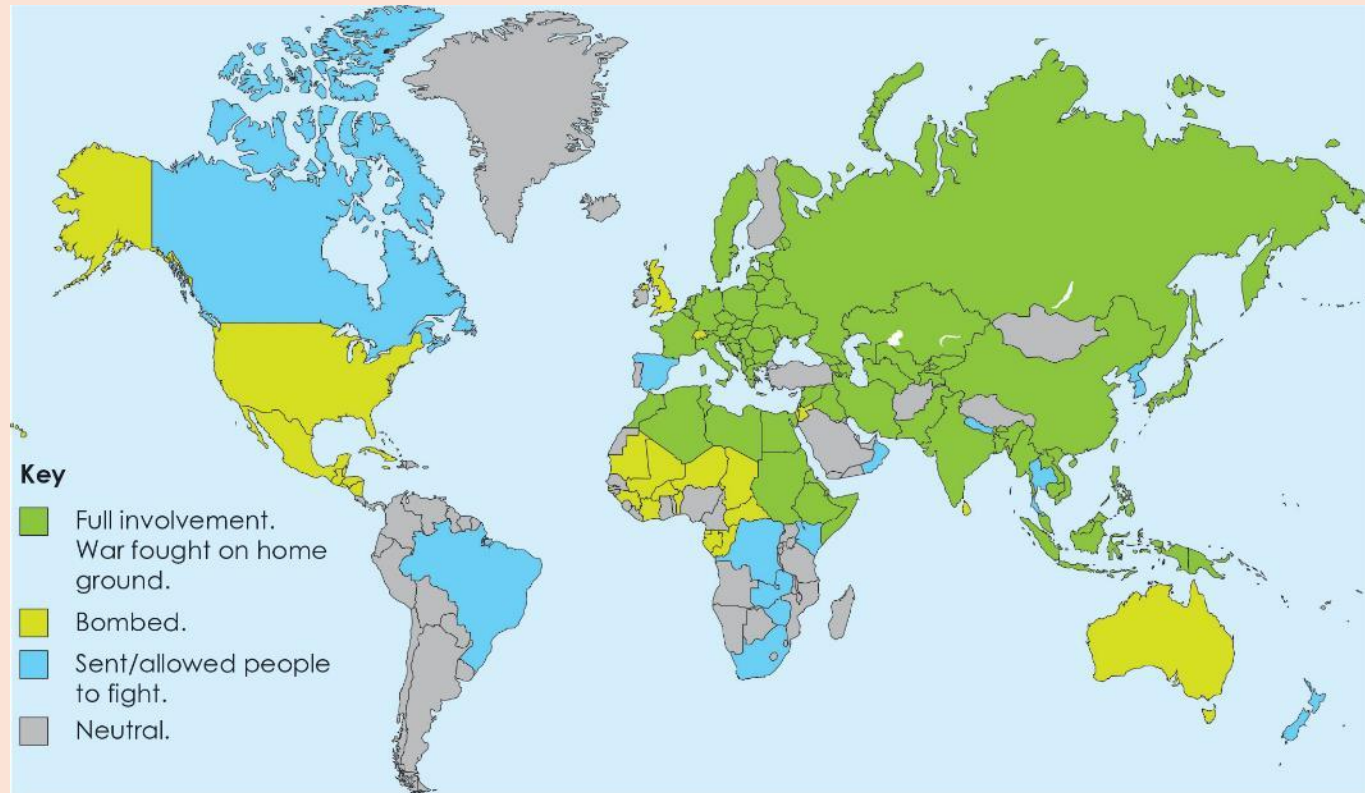 Key
Full involvement.
War fought on home
ground.
Bombed.
Sent/allowed people
to fight.
Neutral.